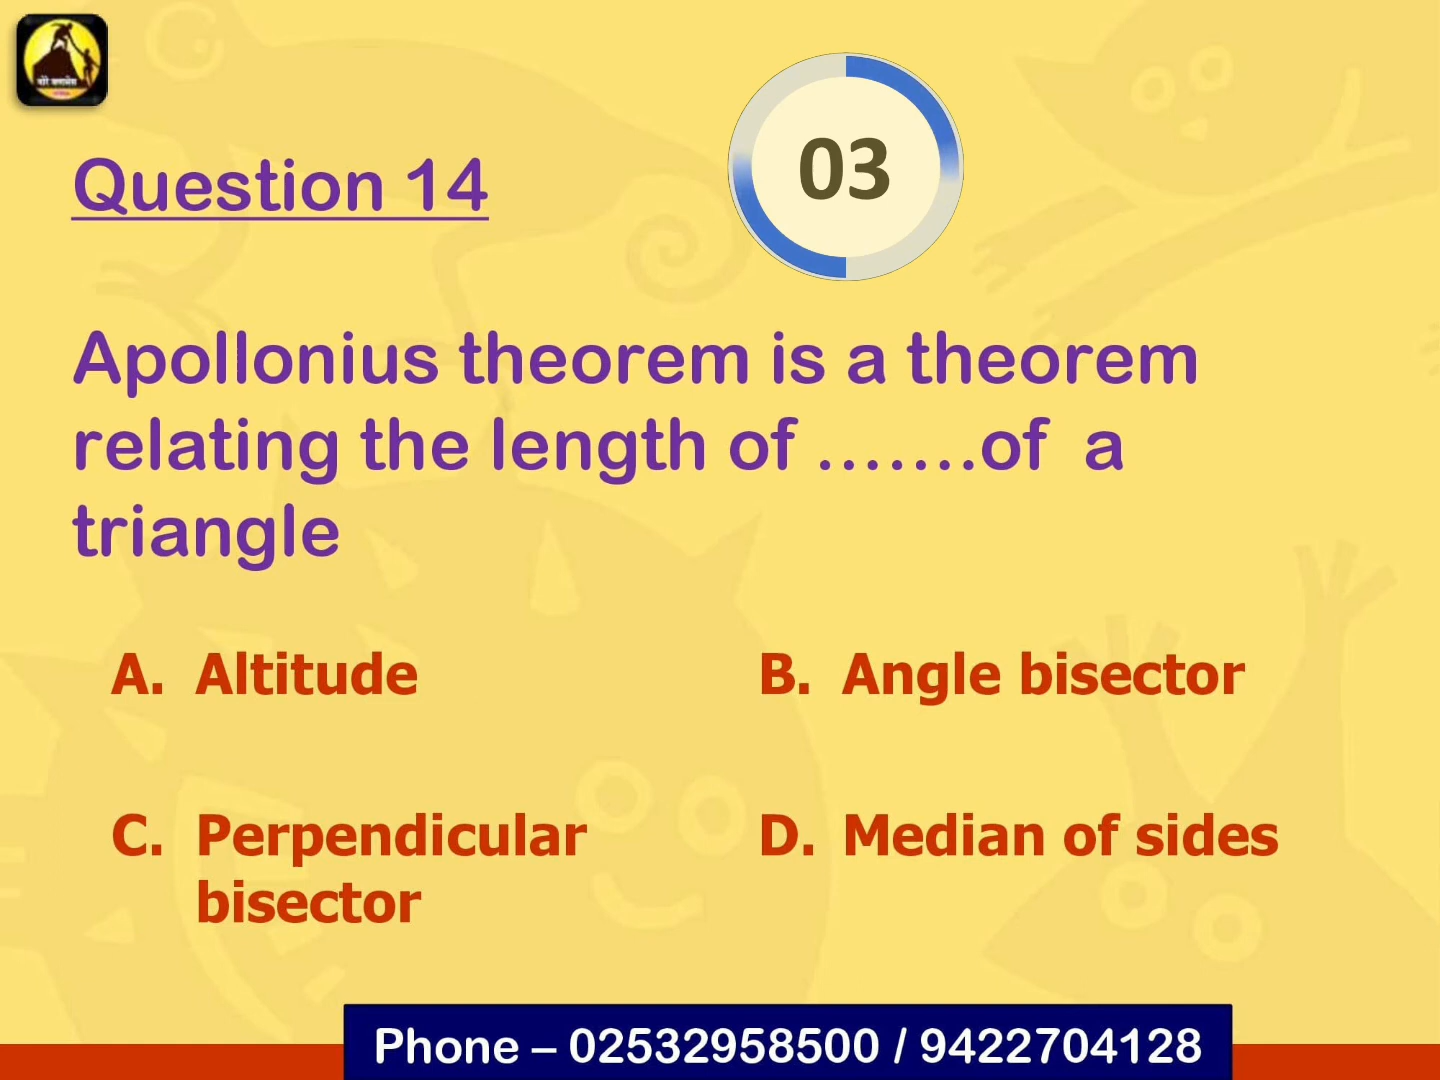 Question 14
03
Apollonius theorem is a theorem
relating the length of .......of a
triangle
A. Altitude
B. Angle bisector
C. Perpendicular
bisector
D. Median of sides
Phone – 02532958500 / 9422704128